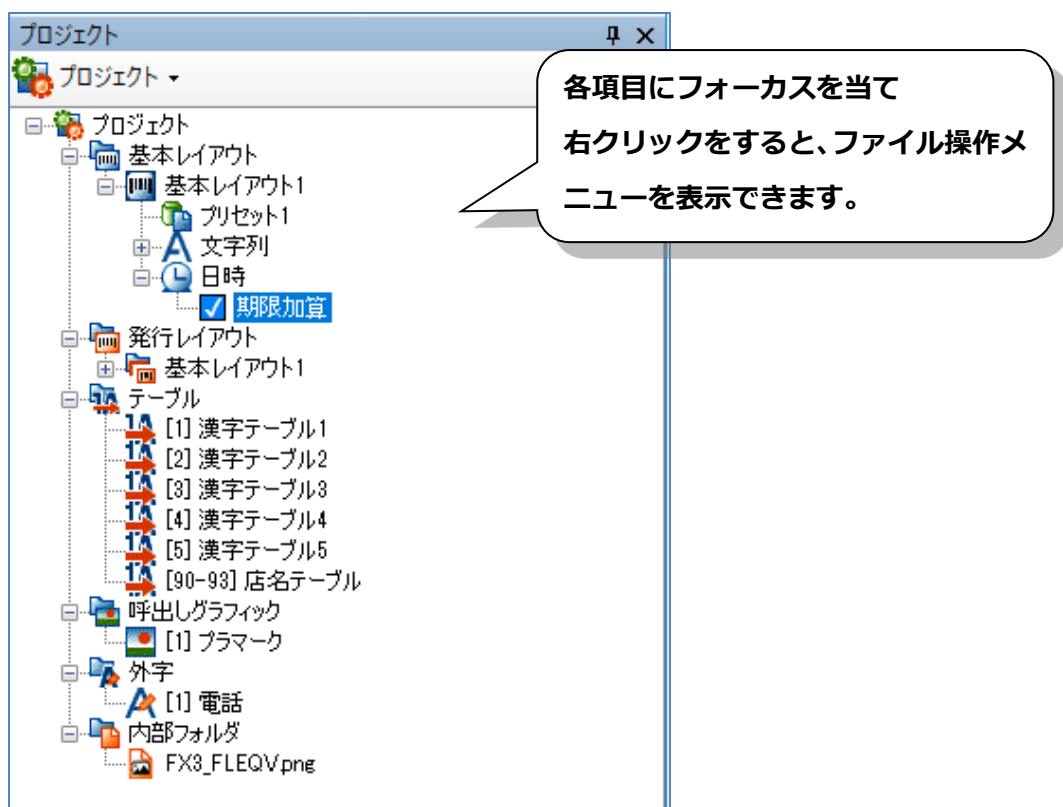 プロジェクト
プロジェクト
各項目にフォーカスを当て
右クリックをすると、ファイル操作メ
ニューを表示できます。
プロジェクト
基本レイアウト
基本レイアウト1
プリセット1
文字列
日時
期限加算
発行レイアウト
基本レイアウト1
テーブル
[1] 漢字テーブル1
[2] 漢字テーブル2
[3] 漢字テーブル3
[4] 漢字テーブル4
[5] 漢字テーブル5
[90-93] 店名テーブル
呼出しグラフィック
[1] プラマーク
外字
[1] 電話
内部フォルダ
FX3_FLEQV.png